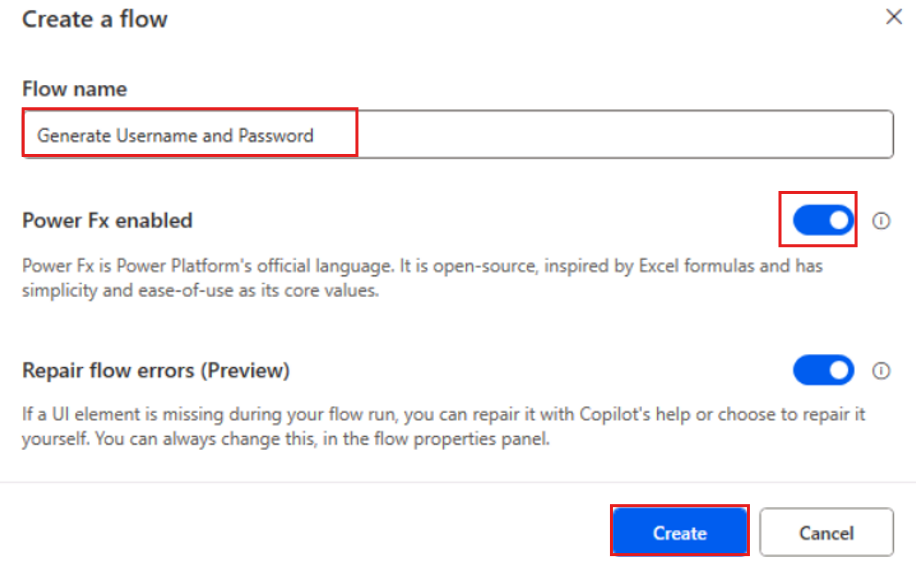 Create a flow
Flow name
Generate Username and Password
Power Fx enabled
Power Fx is Power Platform's official language. It is open-source, inspired by Excel formulas and has
simplicity and ease-of-use as its core values.
Repair flow errors (Preview)
If a UI element is missing during your flow run, you can repair it with Copilot's help or choose to repair it
yourself. You can always change this, in the flow properties panel.
Create
Cancel